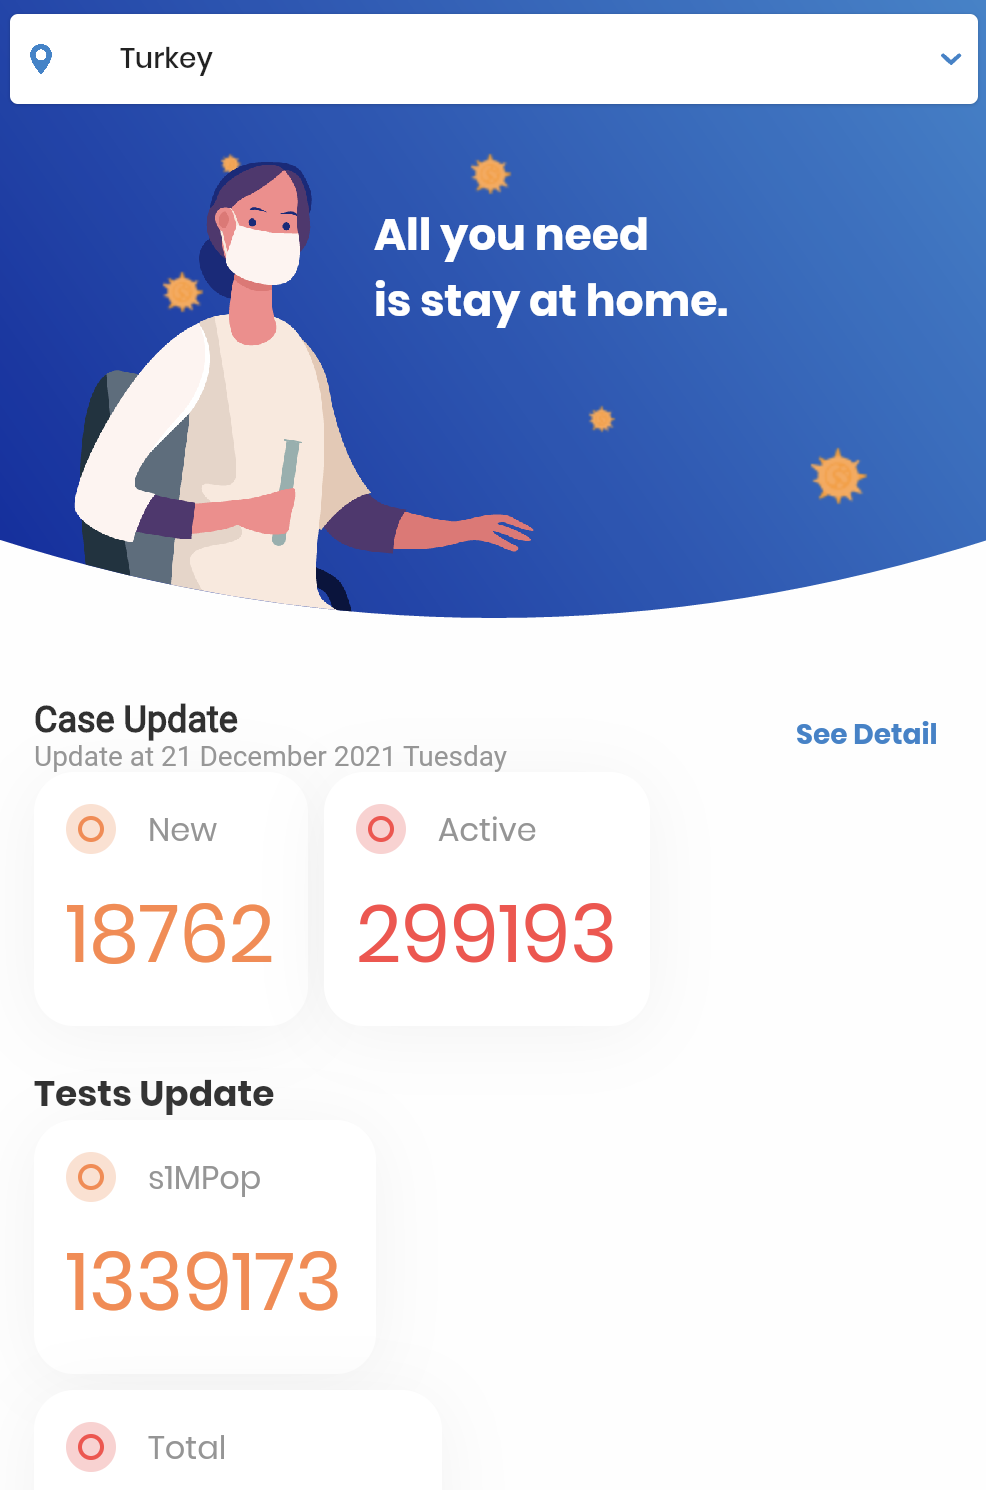 Turkey
All you need
is stay at home.
Case Update
See Detail
Update at 21 December 2021 Tuesday
New
Active
18762
299193
Tests Update
s1MPop
1339173
Total